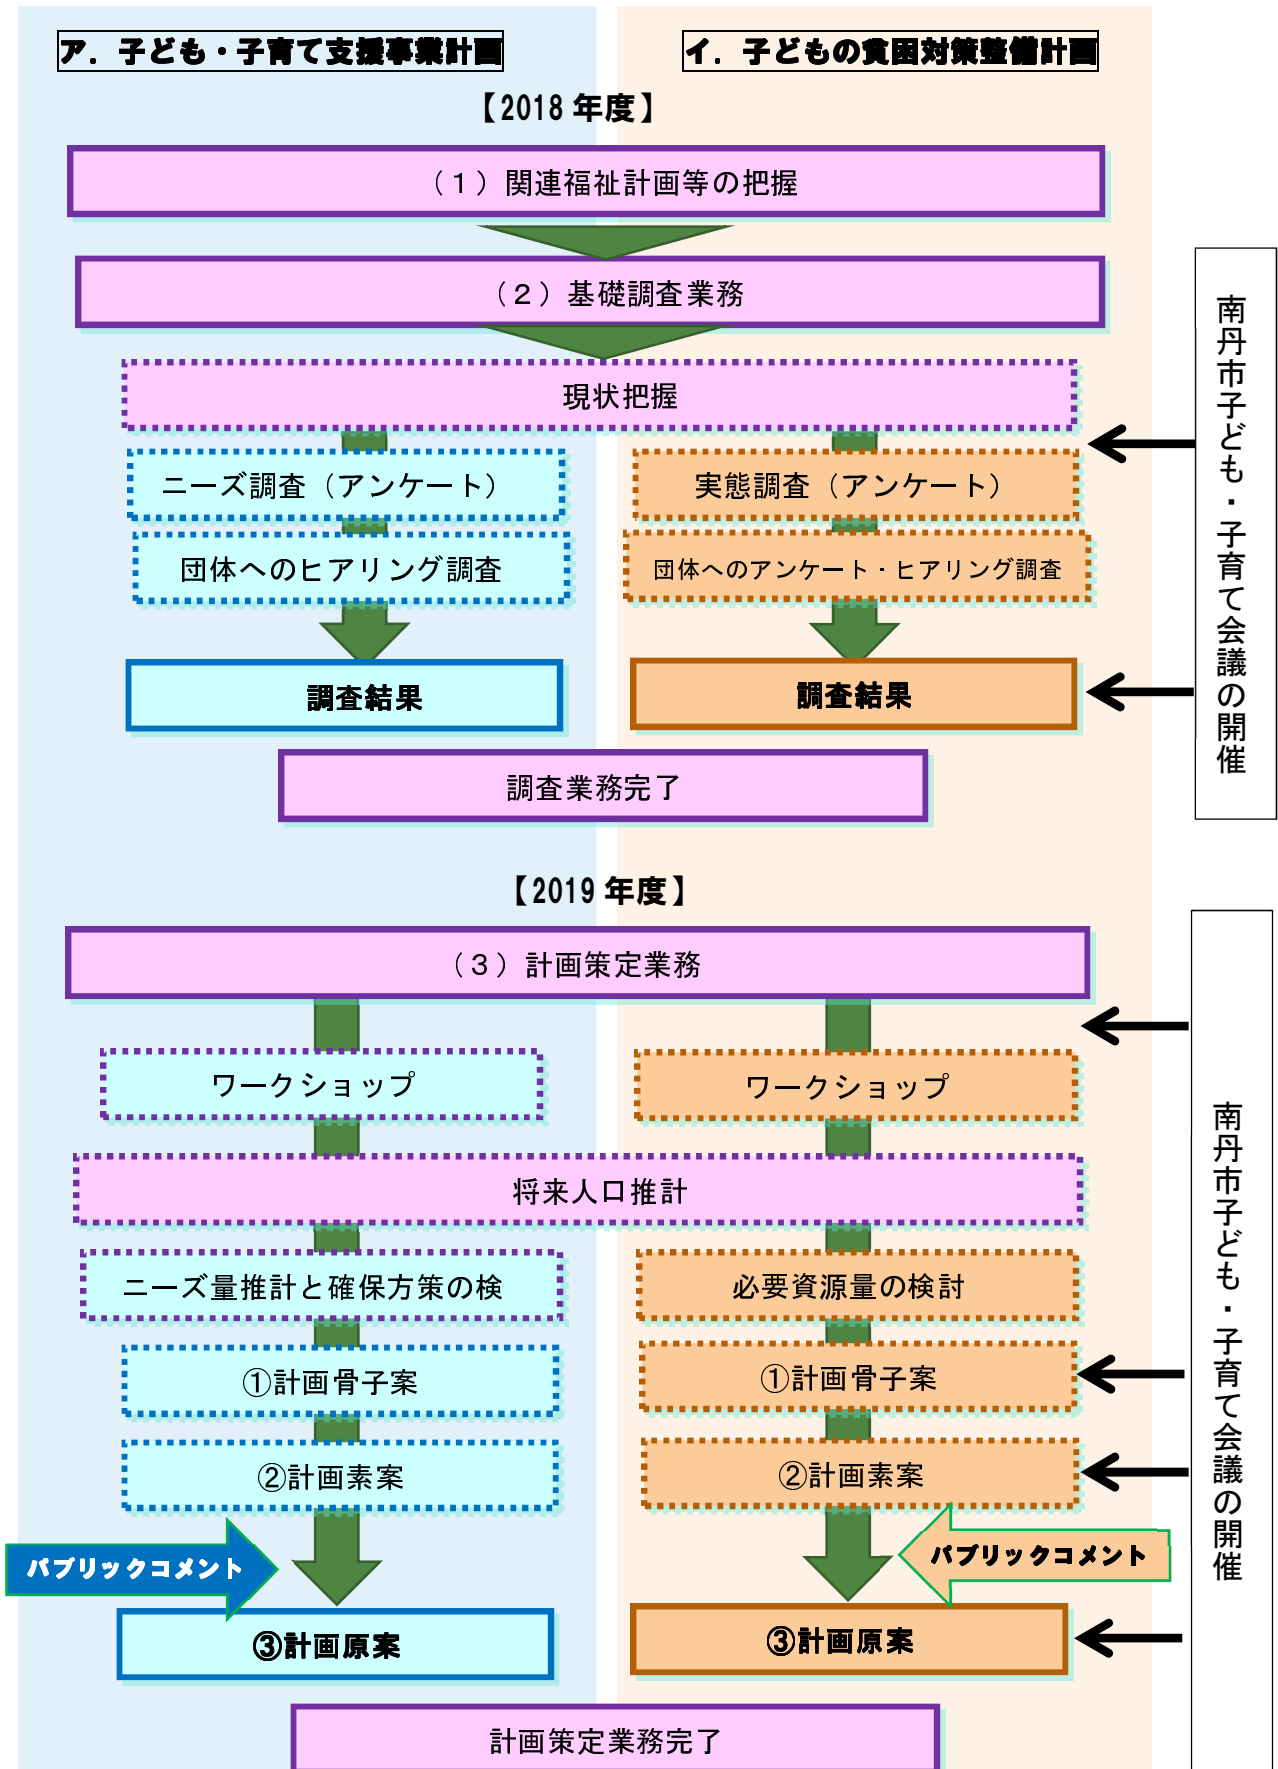 ア．子ども・子育て支援事業計画
イ．子どもの貧困対策整備計画
【2018 年度】
（１）関連福祉計画等の把握
（２）基礎調査業務
現状把握
ニーズ調査（アンケート）
実態調査（アンケート）
団体へのヒアリング調査
団体へのアンケート・ヒアリング調査
調査結果
調査結果
調査業務完了
南丹市子ども・子育て会議の開催
【2019 年度】
（３）計画策定業務
ワークショップ
ワークショップ
将来人口推計
ニーズ量推計と確保方策の検
必要資源量の検討
①計画骨子案
①計画骨子案
②計画素案
②計画素案
パブリックコメント
パブリックコメント
③計画原案
③計画原案
計画策定業務完了
南丹市子ども・子育て会議の開催